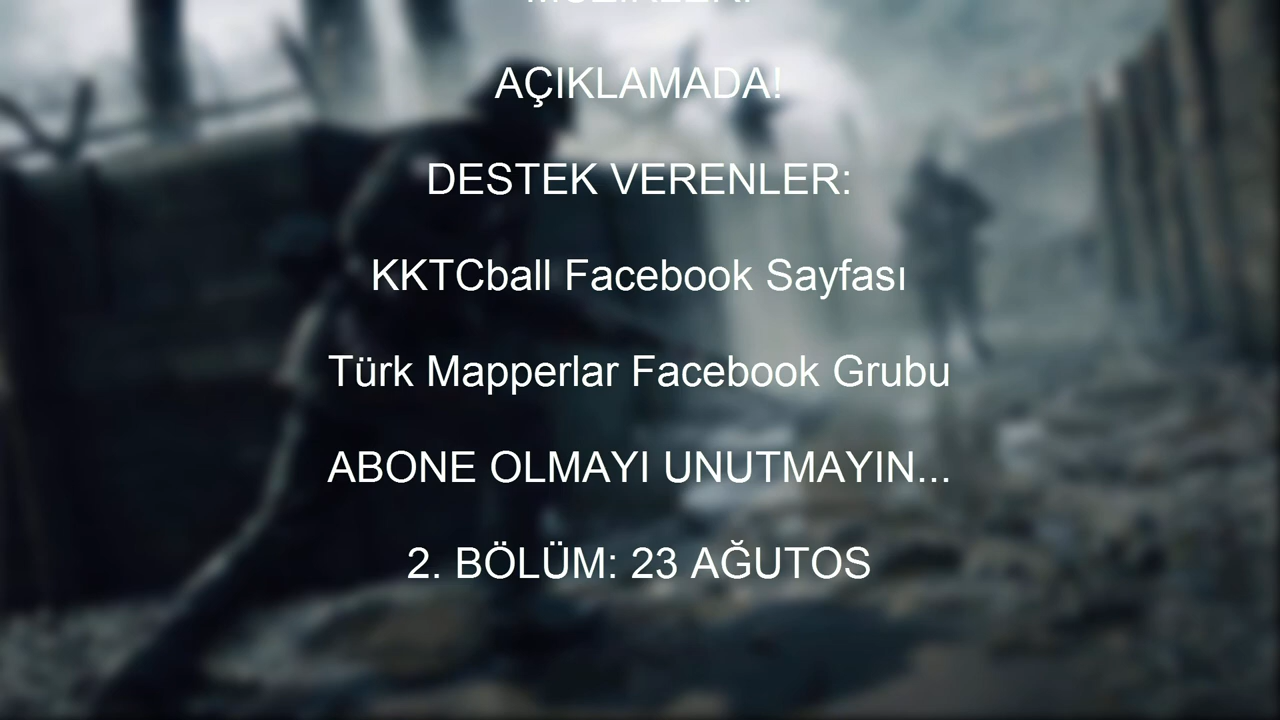 AÇIKLAMADA!
DESTEK VERENLER:
KKTCball Facebook Sayfası
Türk Mapperlar Facebook Grubu
ABONE OLMAYI UNUTMAYIN...
2. BÖLÜM: 23 AĞUTOS